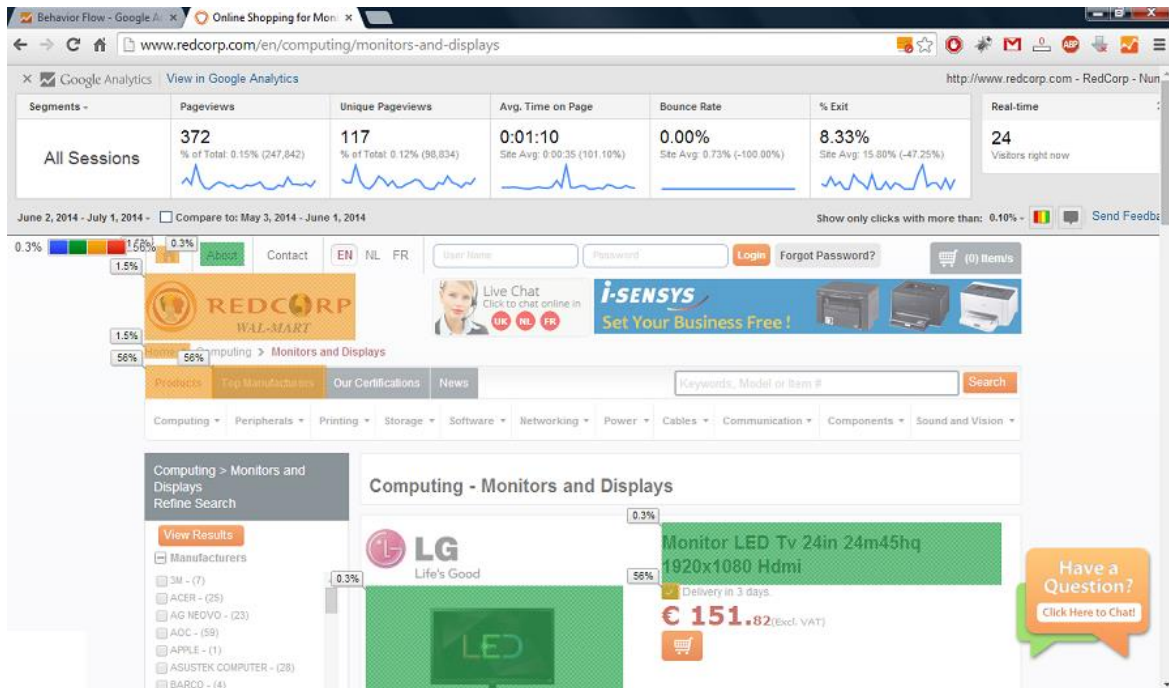 Behavior Flow - Google A
Online Shopping for Mon
www.redcorp.com/en/computing/monitors-and-displays
ABP
Google Analytics View in Google Analytics
http://www.redcorp.com - RedCorp - Num
Segments
Pageviews
Unique Pageviews
Avg. Time on Page
Bounce Rate
% Exit
Real-time
All Sessions
372
% of Total: 0.15% (247,842)
117
% of Total: 0.12% (98,834)
0:01:10
Site Avg: 0:00:35 (101.10%)
0.00%
Site Avg: 0.73% (-100.00%)
8.33%
Site Avg: 15.80% (-47.25%)
24
Visitors right now
June 2, 2014 - July 1, 2014 - Compare to: May 3, 2014 - June 1, 2014
Show only clicks with more than: 0.10%
Send Feedba
0.3%
56%
0.3%
1.5%
About
Contact
EN NL FR
User Name
Password
Login
Forgot Password?
(0) Item/s
REDCORP
WAL-MART
Live Chat
Click to chat online in
UK NL FR
i-SENSYS
Set Your Business Free !
1.5%
56%
56%
Home > Computing > Monitors and Displays
Products
Top Manufacturers
Our Certifications
News
Keywords, Model or Item #
Search
Computing Peripherals Printing Storage Software Networking Power Cables Communication Components Sound and Vision
Computing > Monitors and
Displays
Refine Search
Computing - Monitors and Displays
View Results
Manufacturers
3M - (7)
ACER - (25)
AG NEOVO - (23)
AOC - (59)
APPLE - (1)
ASUSTEK COMPUTER - (28)
BARCO - (4)
LG
Life's Good
0.3%
LED
0.3%
Monitor LED Tv 24in 24m45hq
1920x1080 Hdmi
56%
Delivery in 3 days.
€ 151.82(Excl. VAT)
Have a
Question?
Click Here to Chat!